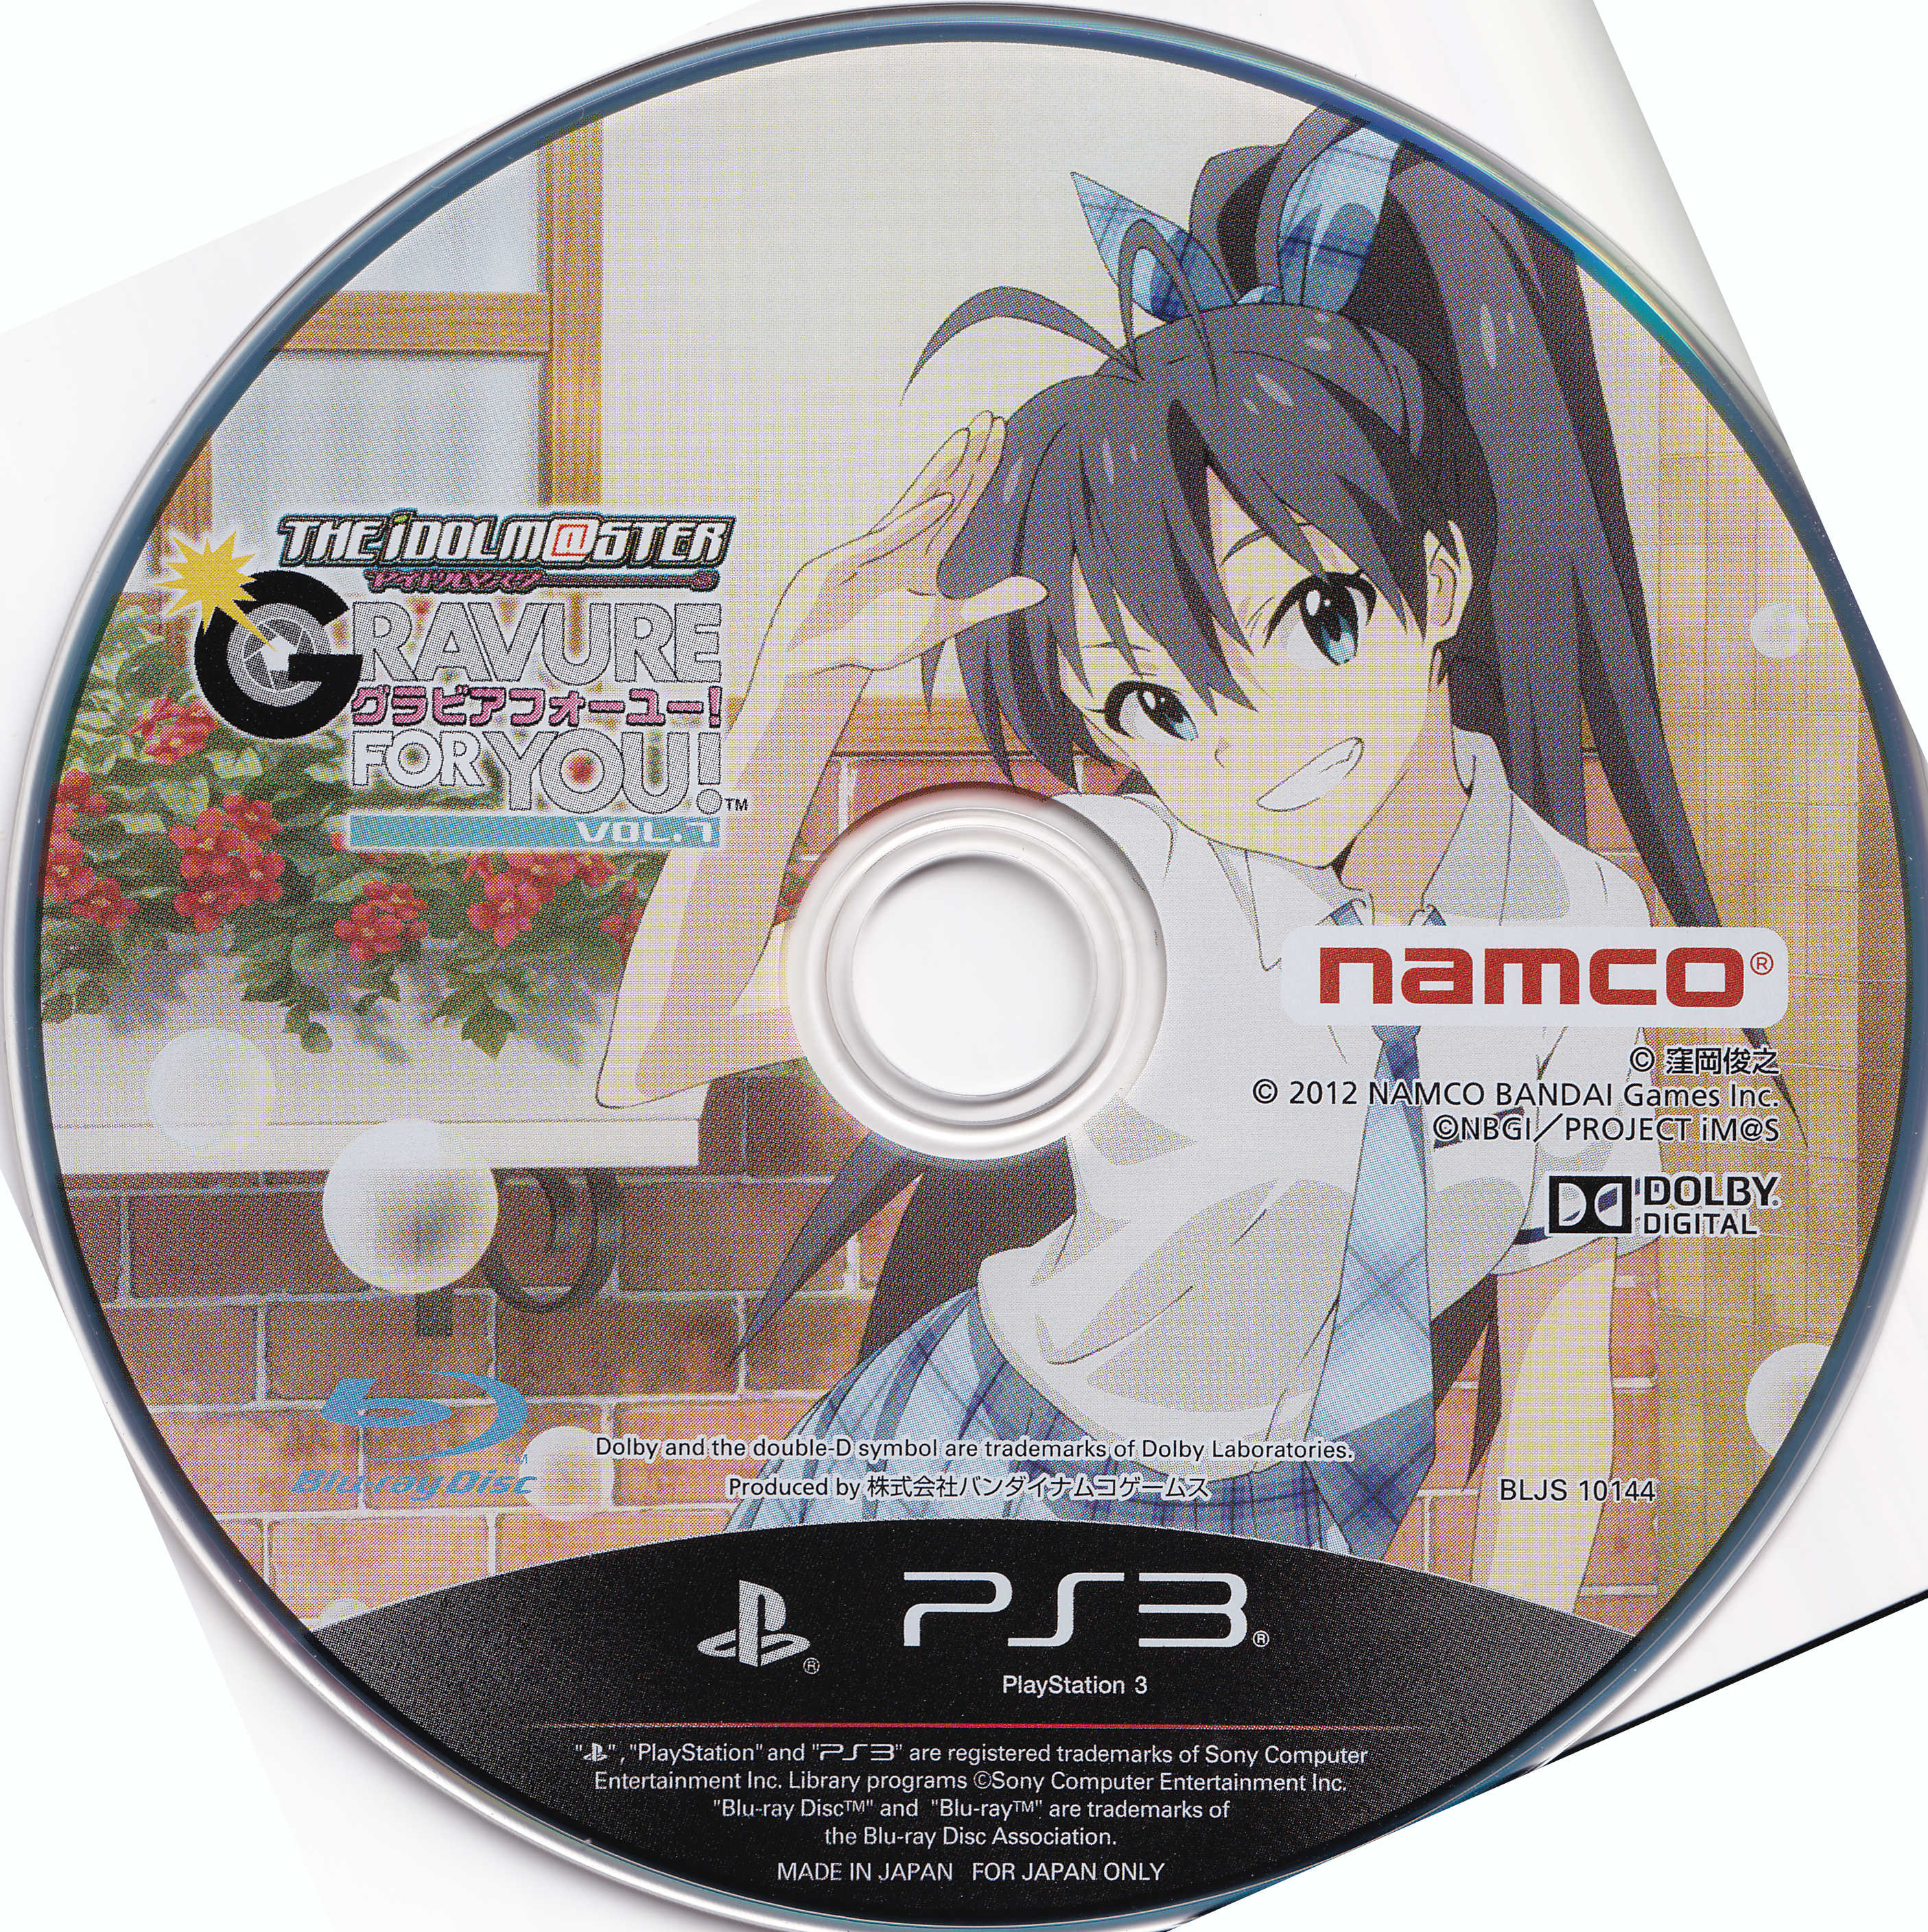 THE iDOLM@STER
アイドルマスター
GRAVURE
グラビアフォーユー!
FOR YOU!™
VOL.7
namco®
© 窪岡俊之
© 2012 NAMCO BANDAI Games Inc.
©NBGI／PROJECT iM@S
DOLBY®
DIGITAL
Blu-ray Disc™
Dolby and the double-D symbol are trademarks of Dolby Laboratories.
Produced by 株式会社バンダイナムコゲームス
BLJS 10144
PS3®
PlayStation 3
" ", "PlayStation" and "PS3" are registered trademarks of Sony Computer
Entertainment Inc. Library programs ©Sony Computer Entertainment Inc.
"Blu-ray Disc™" and "Blu-ray™" are trademarks of
the Blu-ray Disc Association.
MADE IN JAPAN FOR JAPAN ONLY